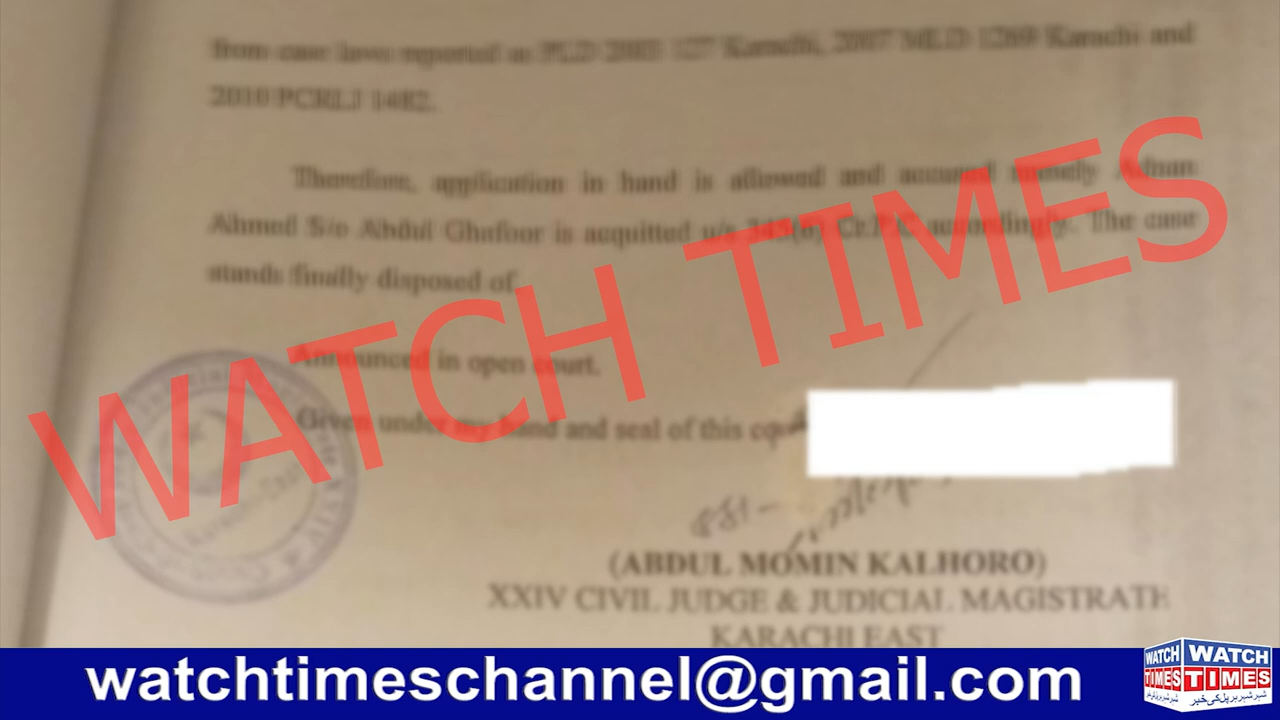 from case laws reported as PLD 2003 127 Karachi, 2007 MLD 1269 Karachi and
2010 PCRLJ 1482.
Therefore, application in hand is allowed and accused namely Adnan
Ahmed S/o Abdul Ghafoor is acquitted u/s 345(6) Cr.P.C accordingly. The case
stands finally disposed of.
Announced in open court.
Given under my hand and seal of this
WATCH TIMES
(ABDUL MOMIN KALHORO)
XXIV CIVIL JUDGE & JUDICIAL MAGISTRATE
KARACHI EAST
watchtimeschannel@gmail.com
WATCH TIMES
WATCH TIMES